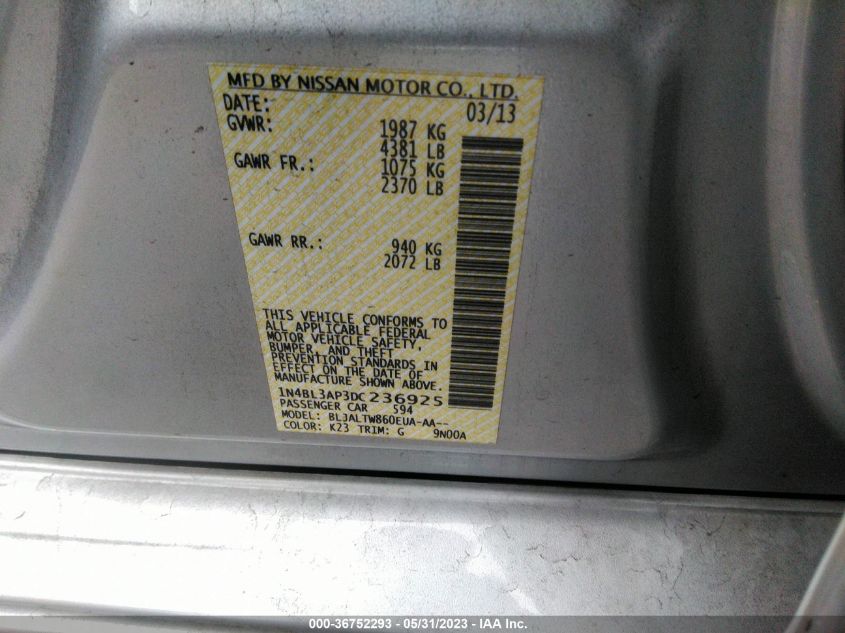 MFD BY NISSAN MOTOR CO., LTD.
DATE: 03/13
GVWR: 1987 KG
4381 LB
GAWR FR.: 1075 KG
2370 LB
GAWR RR.: 940 KG
2072 LB
THIS VEHICLE CONFORMS TO
ALL APPLICABLE FEDERAL
MOTOR VEHICLE SAFETY,
BUMPER, AND THEFT
PREVENTION STANDARDS IN
EFFECT ON THE DATE OF
MANUFACTURE SHOWN ABOVE.
1N4BL3AP3DC236925
PASSENGER CAR 594
MODEL: BLJALTW860EUA-AA--
COLOR: K23 TRIM: G 9N00A
000-36752293 - 05/31/2023 - IAA Inc.